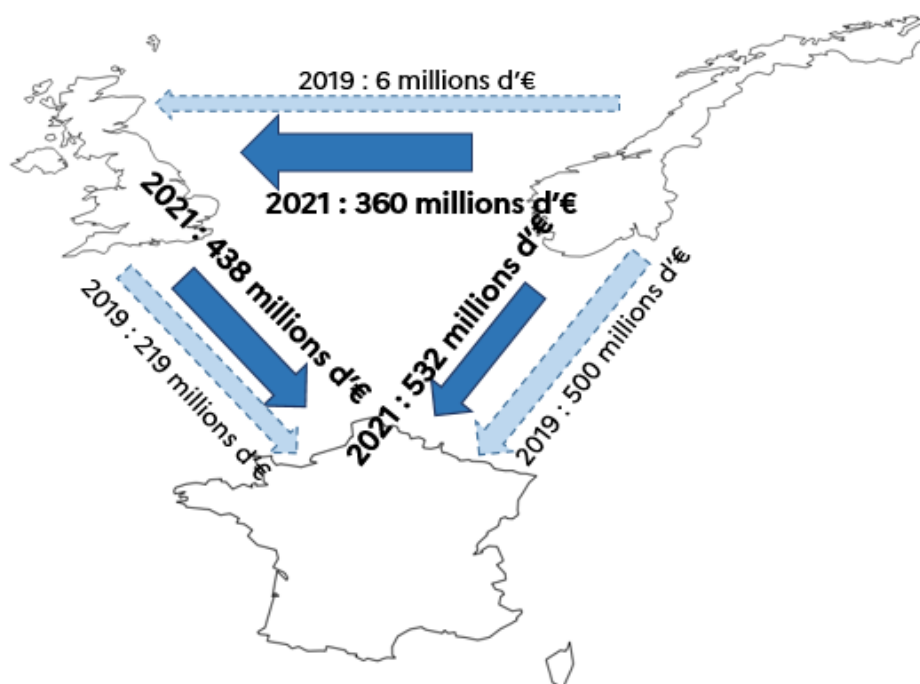 2019 : 6 millions d’€
2021 : 360 millions d’€
2021 : 438 millions d’€
2019 : 219 millions d’€
2021 : 532 millions d’€
2019 : 500 millions d’€